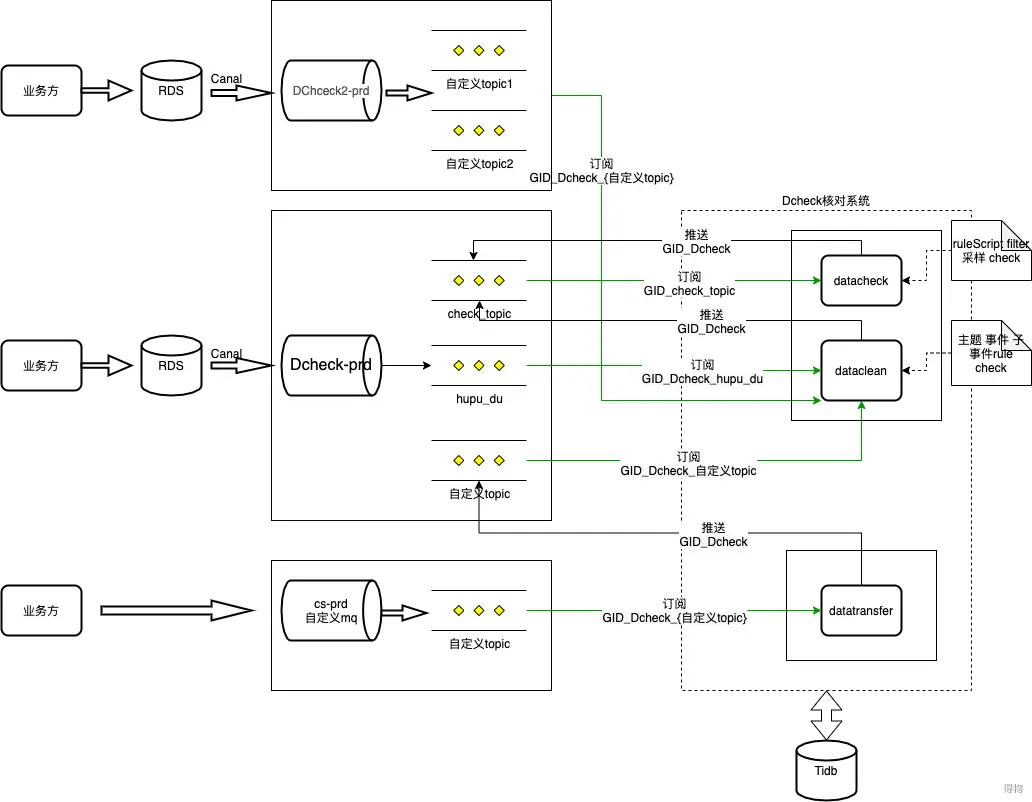 业务方
RDS
Canal
DChceck2-prd
自定义topic1
自定义topic2
订阅
GID_Dcheck_{自定义topic}
Dcheck核对系统
业务方
RDS
Canal
Dcheck-prd
check_topic
hupu_du
自定义topic
推送
GID_Dcheck
订阅
GID_check_topic
推送
GID_Dcheck
订阅
GID_Dcheck_hupu_du
订阅
GID_Dcheck_自定义topic
datacheck
dataclean
ruleScript filter
采样 check
主题 事件 子
事件rule
check
推送
GID_Dcheck
业务方
cs-prd
自定义mq
自定义topic
订阅
GID_Dcheck_{自定义topic}
datatransfer
Tidb
得物